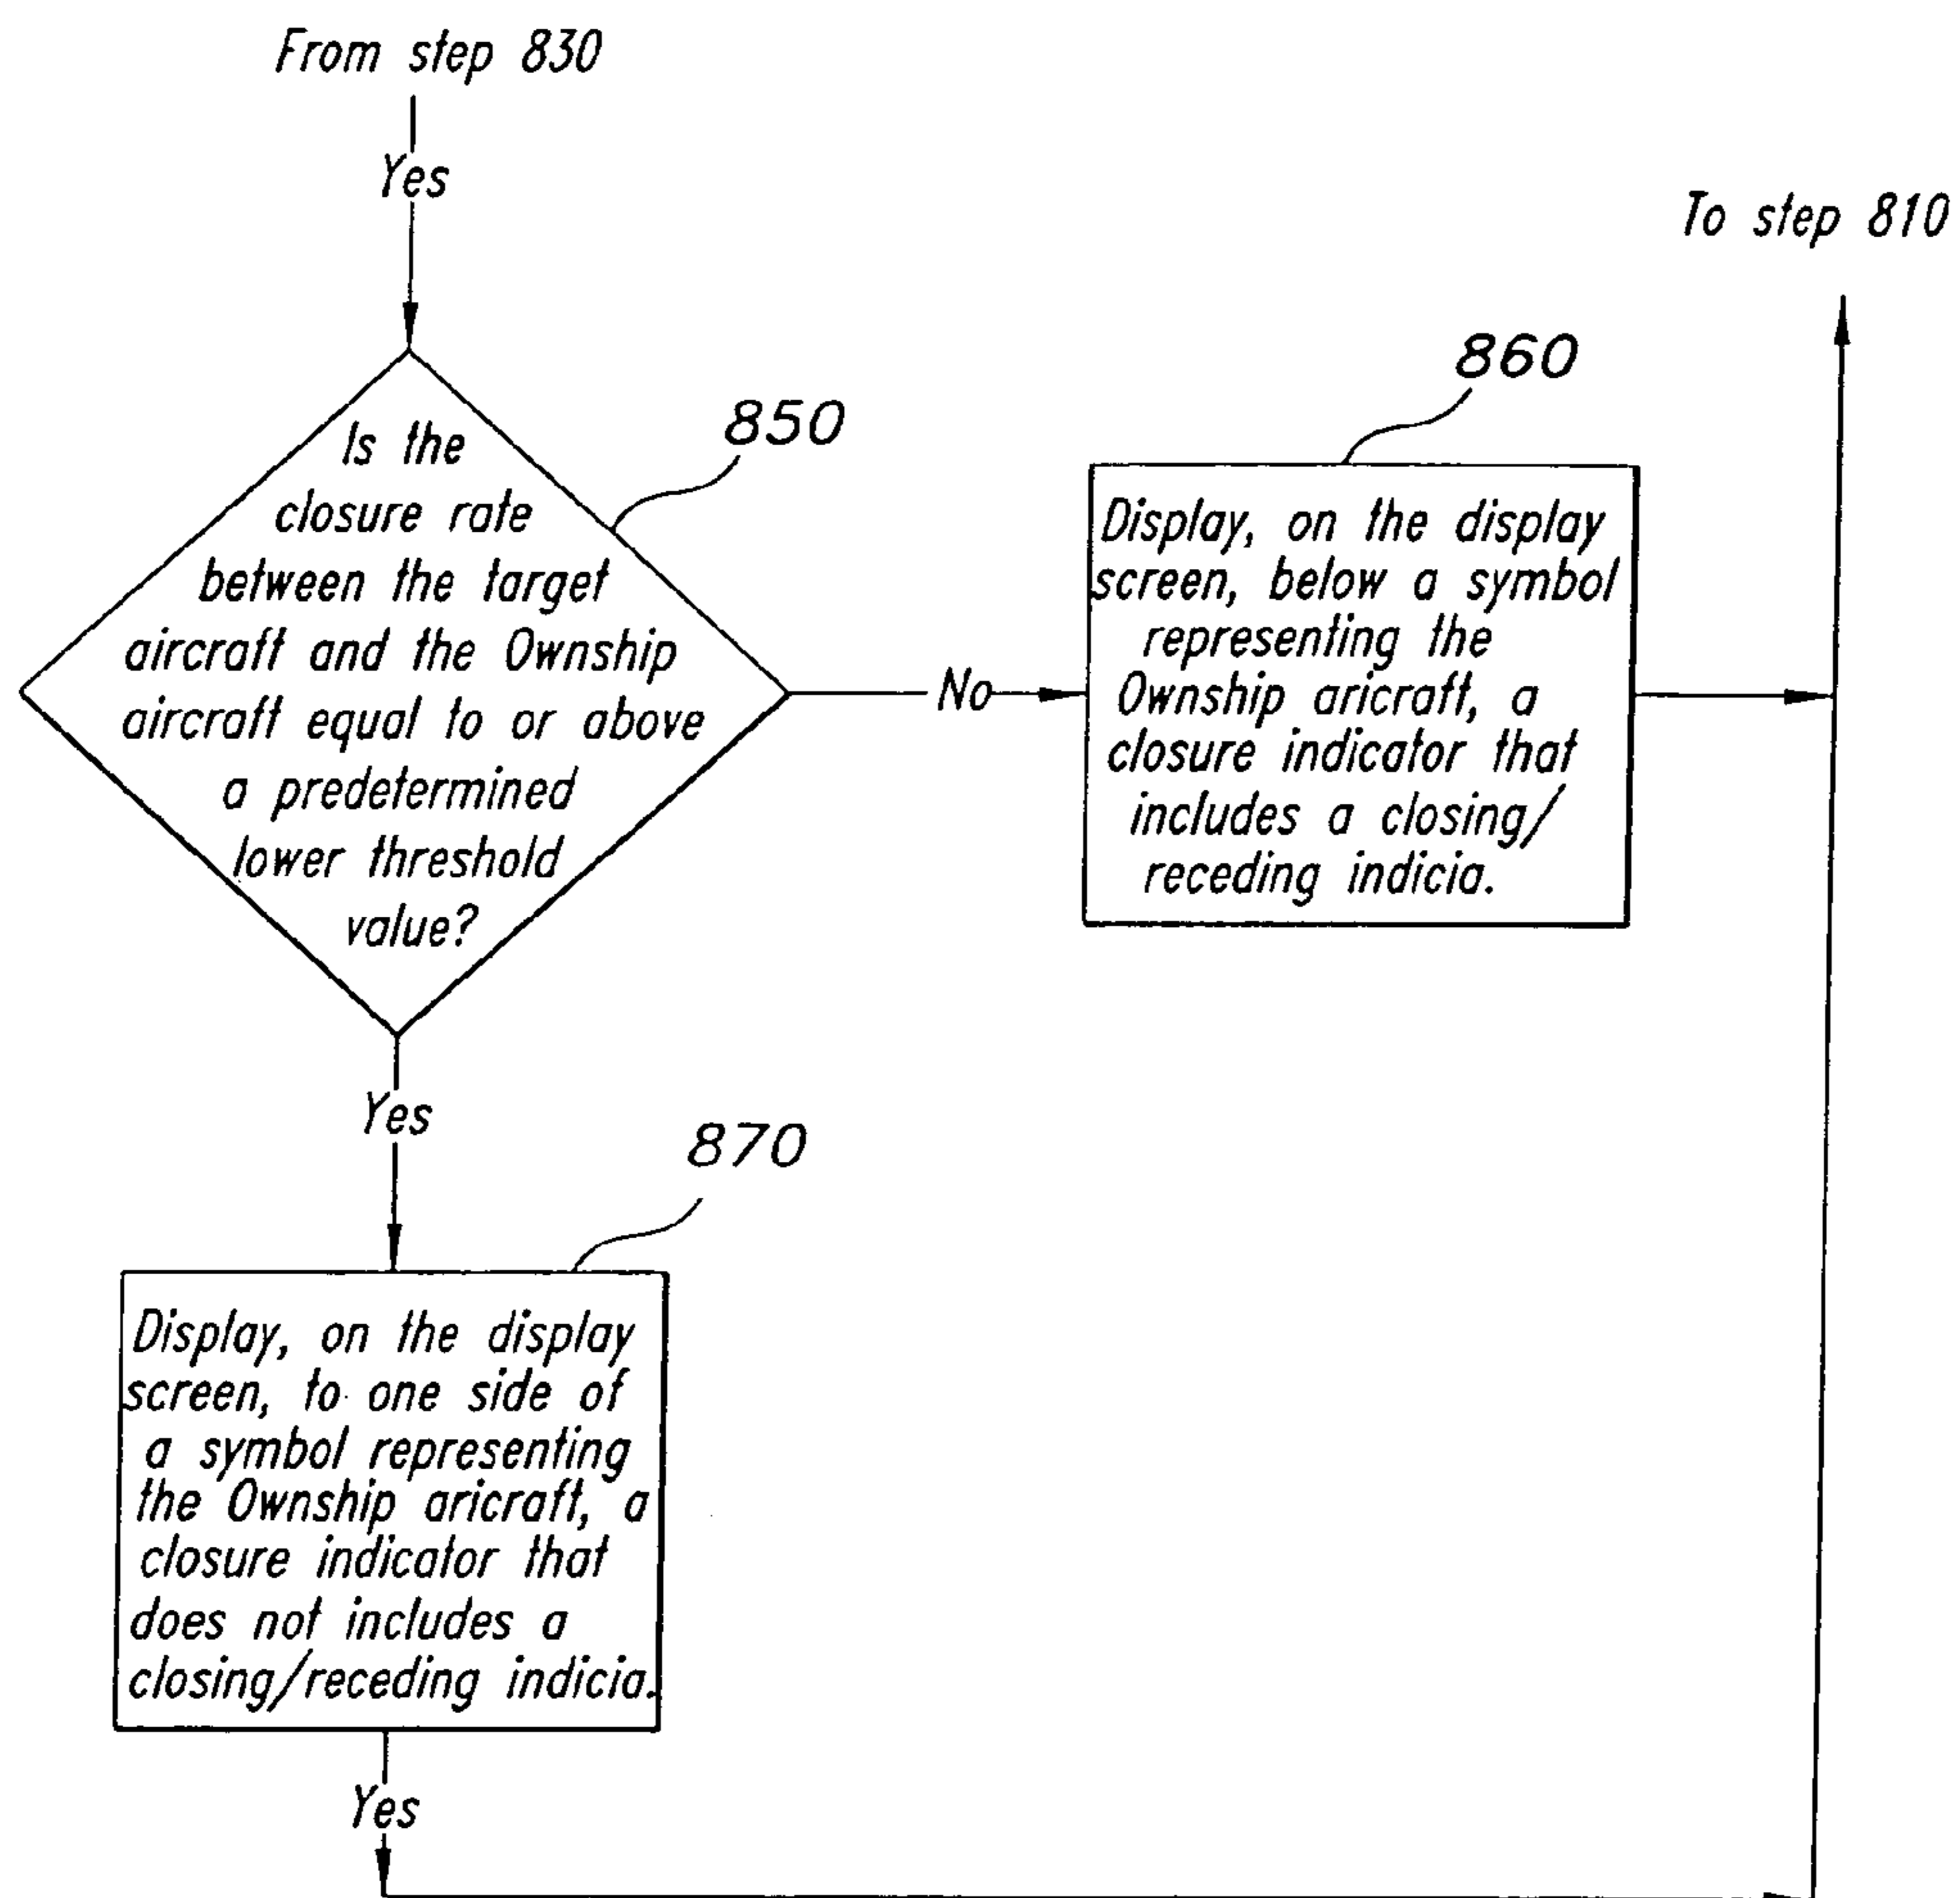 From step 830
Yes
To step 810
850
Is the
closure rate
between the target
aircraft and the Ownship
aircraft equal to or above
a predetermined
lower threshold
value?
No
860
Display, on the display
screen, below a symbol
representing the
Ownship aricraft, a
closure indicator that
includes a closing/
receding indicia.
Yes
870
Display, on the display
screen, to one side of
a symbol representing
the Ownship aricraft, a
closure indicator that
does not includes a
closing/receding indicia.
Yes